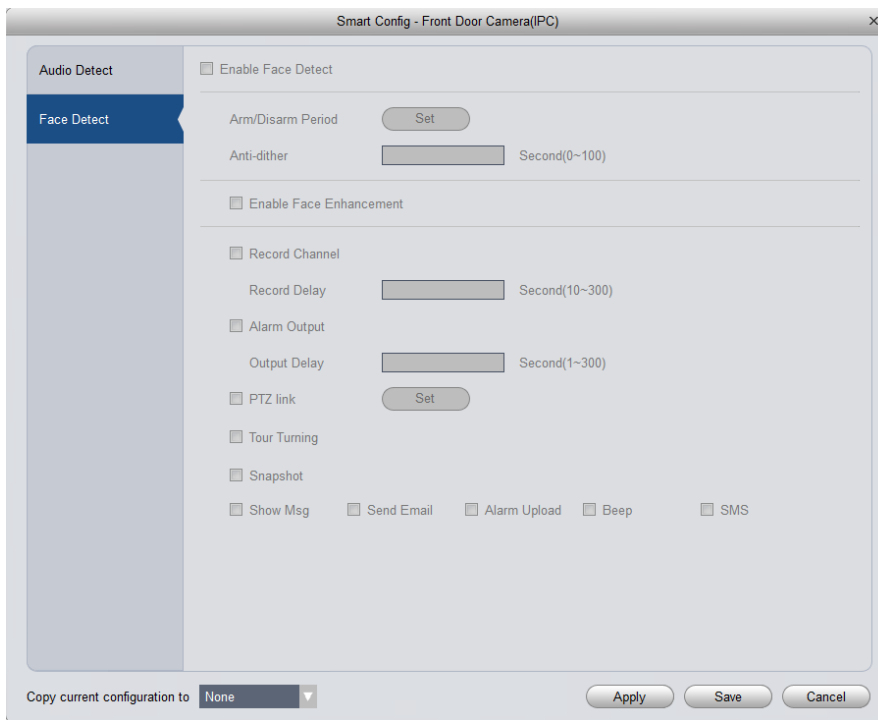 Smart Config - Front Door Camera(IPC)
Audio Detect
Face Detect
Enable Face Detect
Arm/Disarm Period Set
Anti-dither Second(0~100)
Enable Face Enhancement
Record Channel
Record Delay Second(10~300)
Alarm Output
Output Delay Second(1~300)
PTZ link Set
Tour Turning
Snapshot
Show Msg Send Email Alarm Upload Beep SMS
Copy current configuration to None Apply Save Cancel